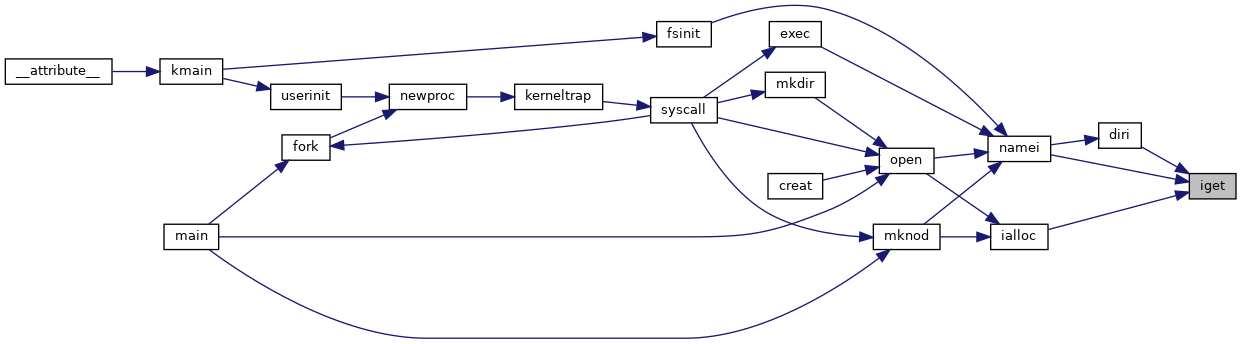 __attribute__
kmain
fsinit
userinit
newproc
kerneltrap
syscall
exec
mkdir
fork
open
namei
diri
iget
creat
main
mknod
ialloc